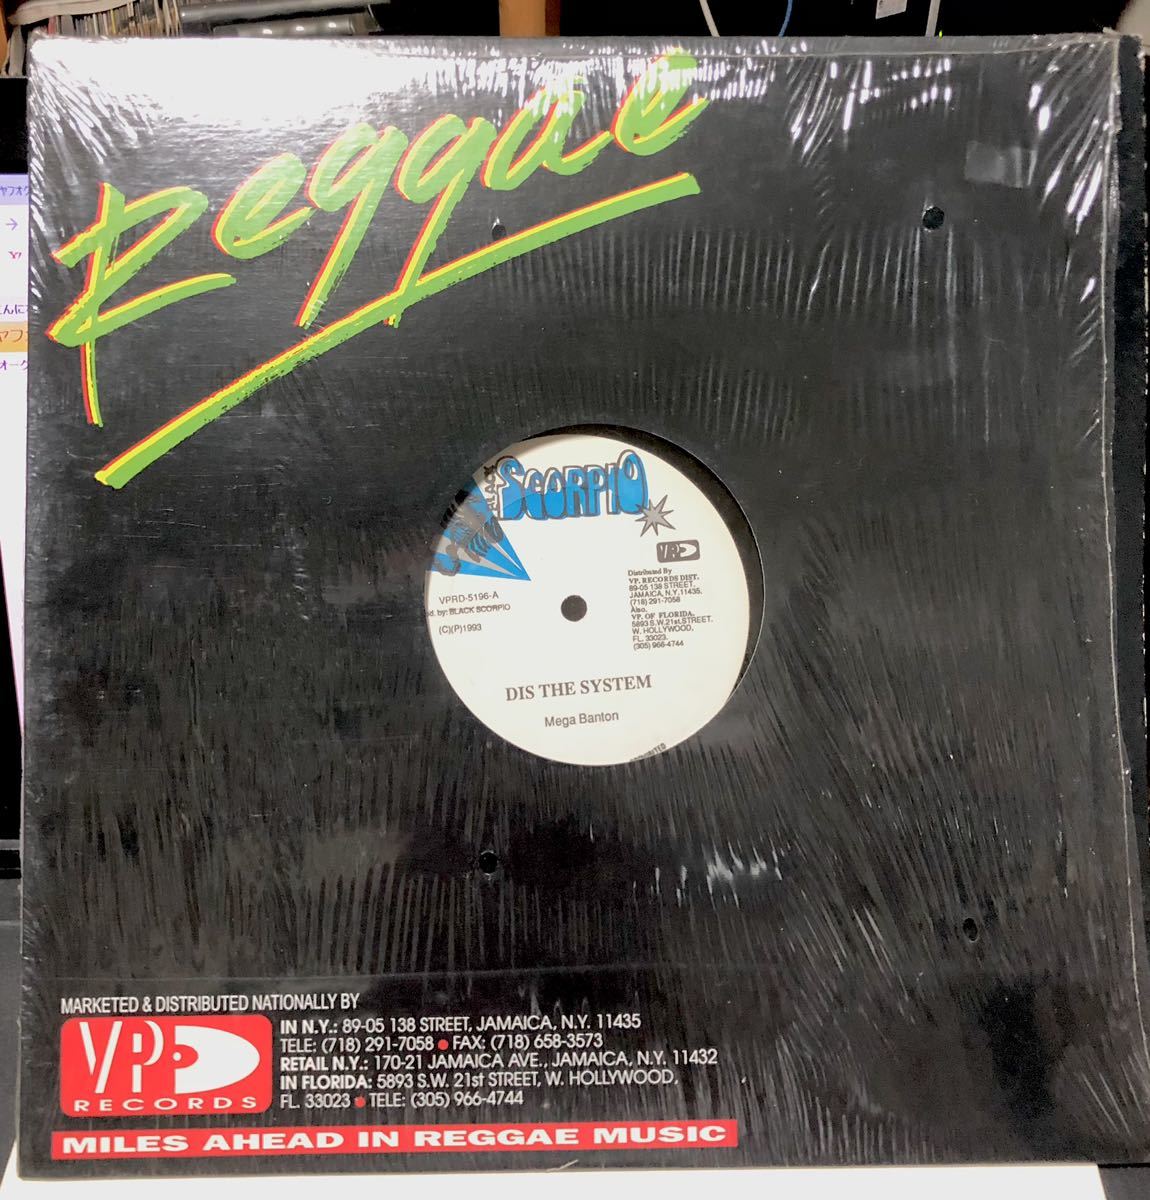 Reggae
BLACK
SCORPIO
VP
VPRD-5196-A
d. by: BLACK SCORPIO
(C)(P)1993
Distributed By
VP. RECORDS DIST.
89-05 138 STREET,
JAMAICA, N.Y. 11435.
(718) 291-7058
Also.
VP. OF FLORIDA.
5893 S.W. 21st.STREET.
W. HOLLYWOOD,
FL. 33023.
(305) 966-4744
DIS THE SYSTEM
Mega Banton
MARKETED & DISTRIBUTED NATIONALLY BY
VP
RECORDS
IN N.Y.: 89-05 138 STREET, JAMAICA, N.Y. 11435
TELE: (718) 291-7058 ● FAX: (718) 658-3573
RETAIL N.Y.: 170-21 JAMAICA AVE., JAMAICA, N.Y. 11432
IN FLORIDA: 5893 S.W. 21st STREET, W. HOLLYWOOD,
FL. 33023 ● TELE: (305) 966-4744
MILES AHEAD IN REGGAE MUSIC